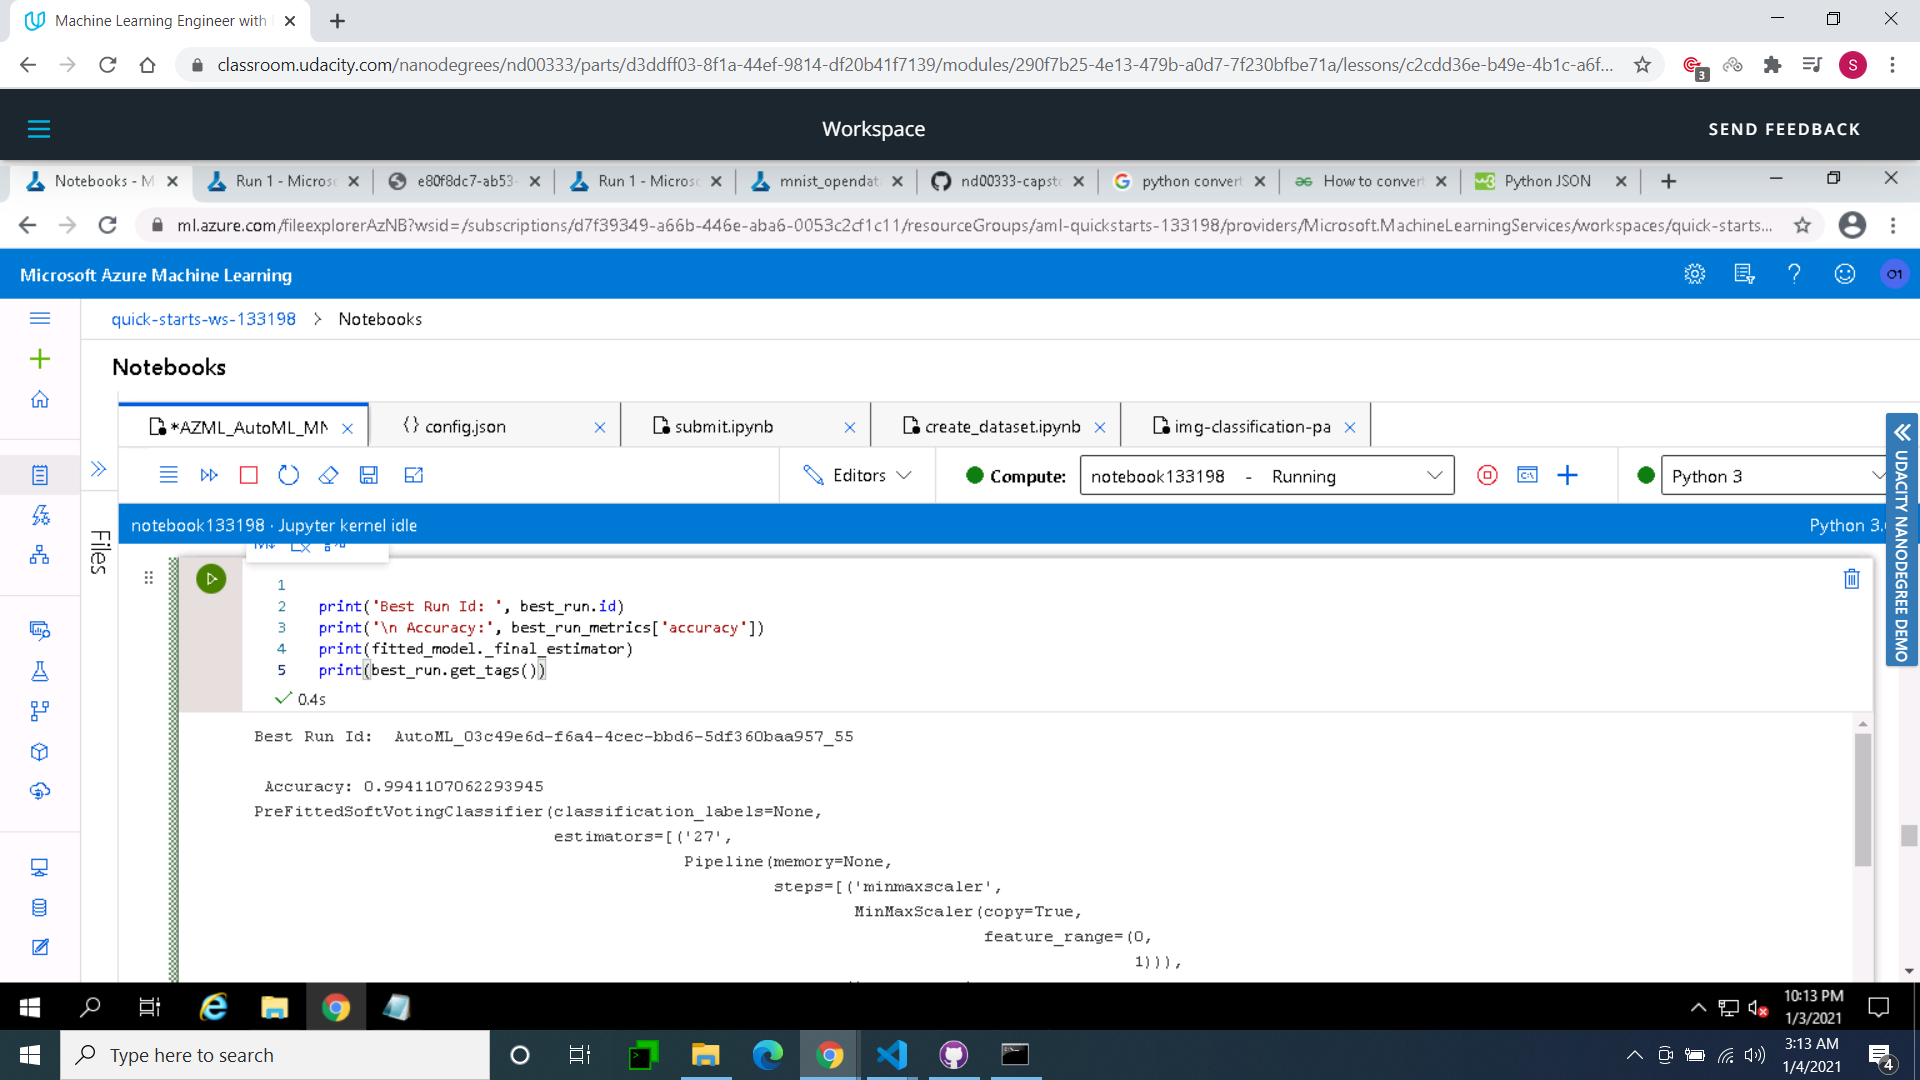 Machine Learning Engineer with
classroom.udacity.com/nanodegrees/nd00333/parts/d3ddff03-8f1a-44ef-9814-df20b41f7139/modules/290f7b25-4e13-479b-a0d7-7f230bfbe71a/lessons/c2cdd36e-b49e-4b1c-a6f...
3
S
Workspace
SEND FEEDBACK
Notebooks - M
Run 1 - Microsc
e80f8dc7-ab53-
Run 1 - Microsc
mnist_opendat
nd00333-capsto
python convert
How to convert
Python JSON
ml.azure.com/fileexplorerAzNB?wsid=/subscriptions/d7f39349-a66b-446e-aba6-0053c2cf1c11/resourceGroups/aml-quickstarts-133198/providers/Microsoft.MachineLearningServices/workspaces/quick-starts...
Microsoft Azure Machine Learning
O1
quick-starts-ws-133198 > Notebooks
Notebooks
*AZML_AutoML_MN
{} config.json
submit.ipynb
create_dataset.ipynb
img-classification-pa
Editors
Compute:
notebook133198 - Running
Python 3
notebook133198 · Jupyter kernel idle
Python 3.
UDACITY NANODEGREE DEMO
Files
1
2 print('Best Run Id: ', best_run.id)
3 print('\n Accuracy:', best_run_metrics['accuracy'])
4 print(fitted_model._final_estimator)
5 print(best_run.get_tags())
0.4s
Best Run Id:  AutoML_03c49e6d-f6a4-4cec-bbd6-5df360baa957_55
Accuracy: 0.9941107062293945
PreFittedSoftVotingClassifier(classification_labels=None,
estimators=[('27',
Pipeline(memory=None,
steps=[('minmaxscaler',
MinMaxScaler(copy=True,
feature_range=(0,
1))),
10:13 PM
1/3/2021
Type here to search
3:13 AM
1/4/2021
4